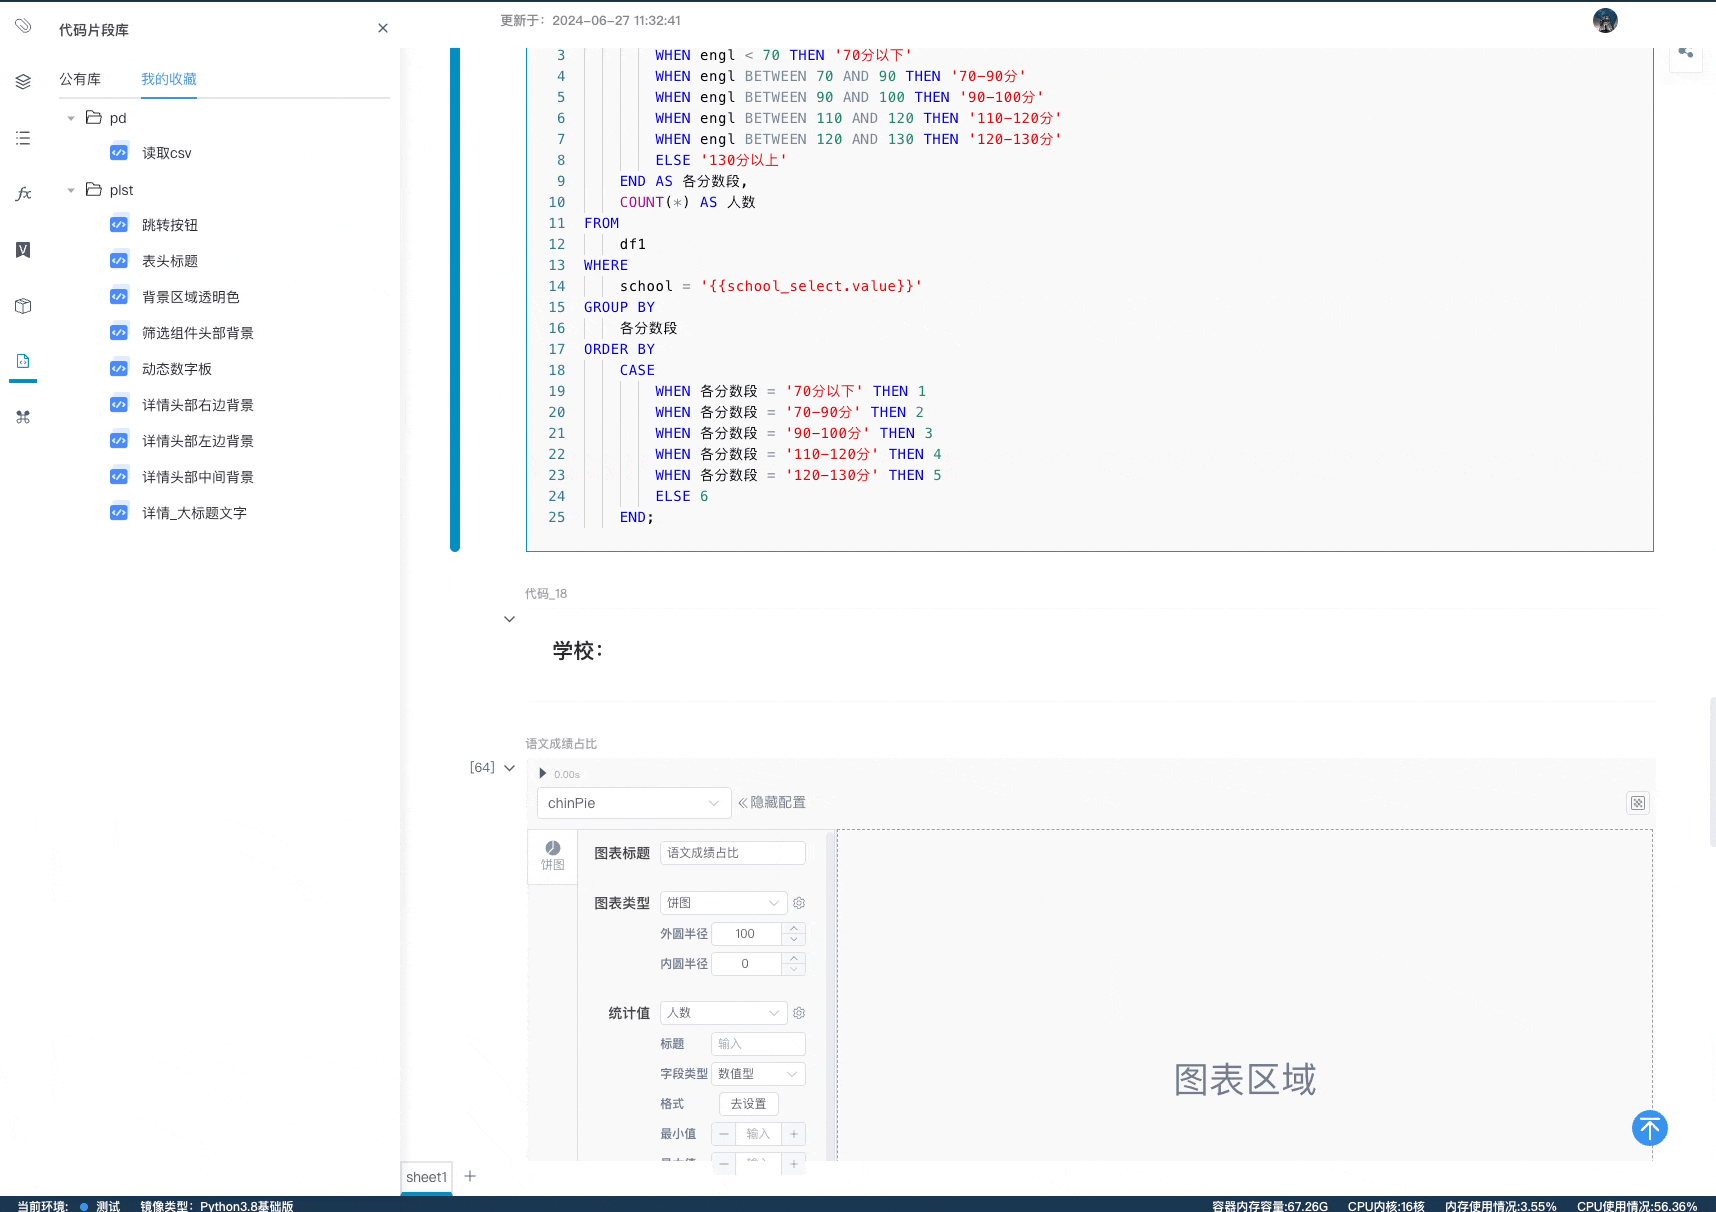 代码片段库
公有库
我的收藏
pd
读取csv
plst
跳转按钮
表头标题
背景区域透明色
筛选组件头部背景
动态数字板
详情头部右边背景
详情头部左边背景
详情头部中间背景
详情_大标题文字
更新于：2024-06-27 11:32:41
3 WHEN engl < 70 THEN '70分以下'
4 WHEN engl BETWEEN 70 AND 90 THEN '70-90分'
5 WHEN engl BETWEEN 90 AND 100 THEN '90-100分'
6 WHEN engl BETWEEN 110 AND 120 THEN '110-120分'
7 WHEN engl BETWEEN 120 AND 130 THEN '120-130分'
8 ELSE '130分以上'
9 END AS 各分数段,
10 COUNT(*) AS 人数
11 FROM
12 df1
13 WHERE
14 school = '{{school_select.value}}'
15 GROUP BY
16 各分数段
17 ORDER BY
18 CASE
19 WHEN 各分数段 = '70分以下' THEN 1
20 WHEN 各分数段 = '70-90分' THEN 2
21 WHEN 各分数段 = '90-100分' THEN 3
22 WHEN 各分数段 = '110-120分' THEN 4
23 WHEN 各分数段 = '120-130分' THEN 5
24 ELSE 6
25 END;
代码_18
学校：
语文成绩占比
[64]
0.00s
chinPie
«隐藏配置
饼图
图表标题 语文成绩占比
图表类型 饼图
外圆半径 100
内圆半径 0
统计值 人数
标题 输入
字段类型 数值型
格式 去设置
最小值 — 输入 +
图表区域
sheet1 +
当前环境: 测试 镜像类型：Python3.8基础版
容器内存容量:67.26G CPU内核:16核 内存使用情况:3.55% CPU使用情况:56.36%